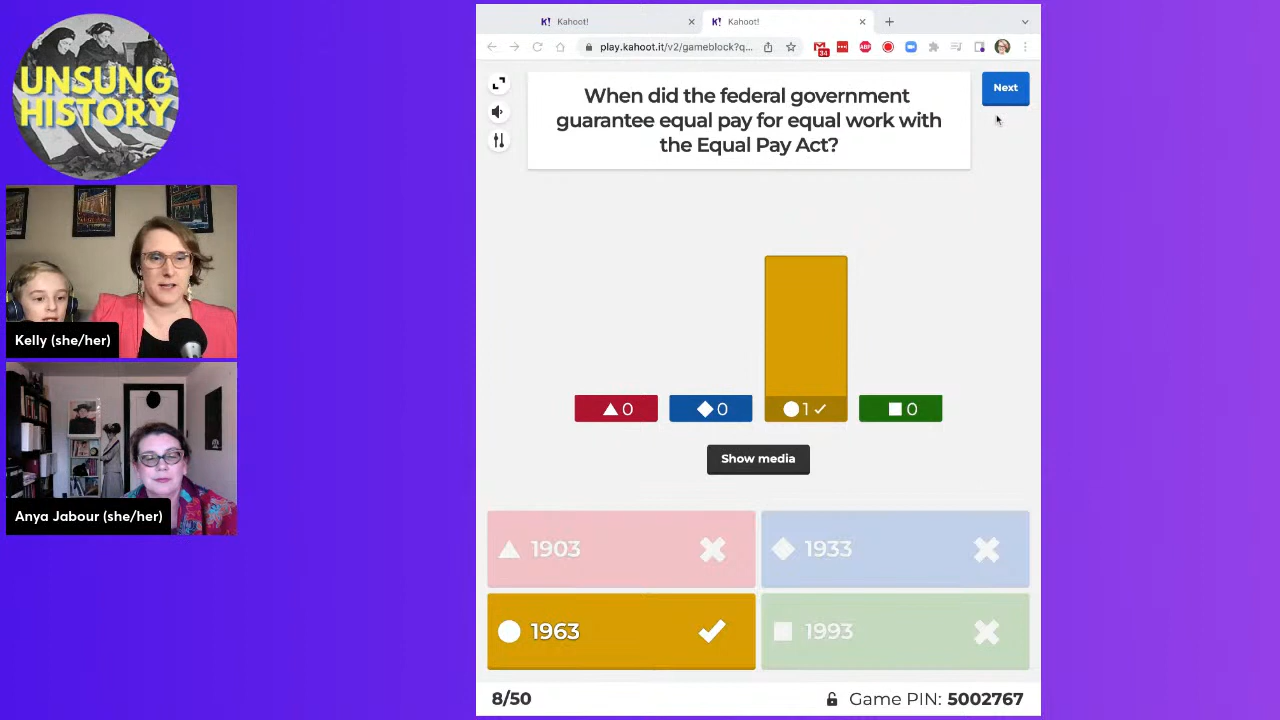 UNSUNG
HISTORY
Kelly (she/her)
Anya Jabour (she/her)
Kahoot!
Kahoot!
play.kahoot.it/v2/gameblock?q...
34
ABP
When did the federal government
guarantee equal pay for equal work with
the Equal Pay Act?
Next
0
0
1
0
Show media
1903
1933
1963
1993
8/50
Game PIN: 5002767